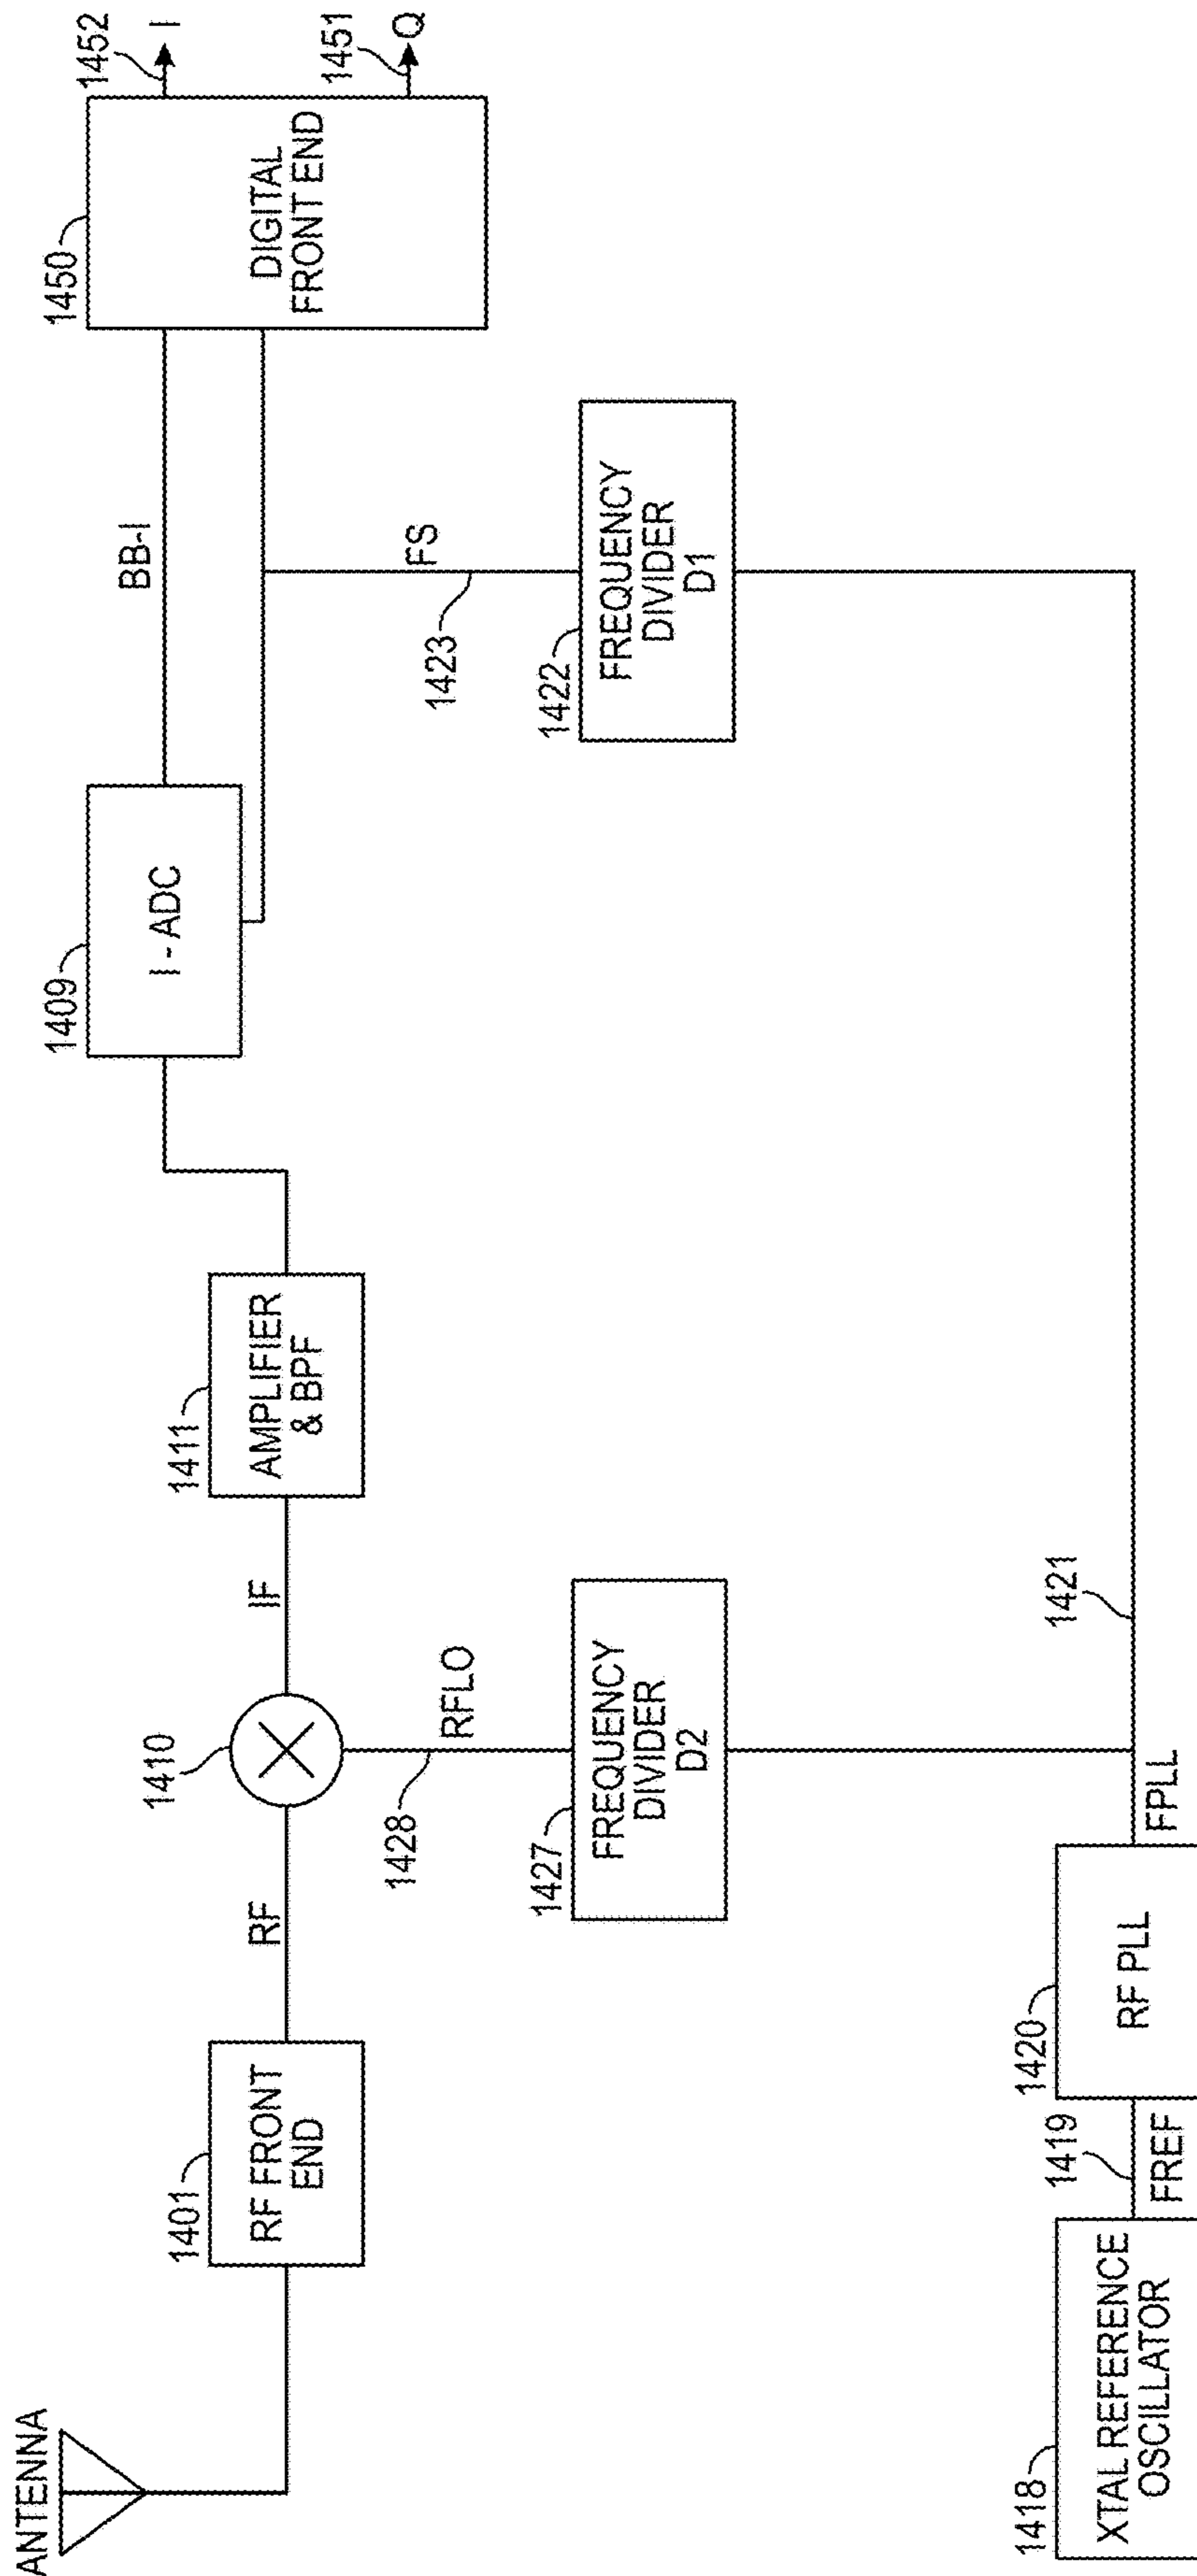 ANTENNA
1401
RF FRONT
END
RF
1410
IF
1411
AMPLIFIER
& BPF
1409
I - ADC
BB-I
1450
DIGITAL
FRONT END
1452
I
1451
Q
1428
RFLO
1427
FREQUENCY
DIVIDER
D2
1423
FS
1422
FREQUENCY
DIVIDER
D1
1418
XTAL REFERENCE
OSCILLATOR
1419
FREF
1420
RF PLL
FPLL
1421